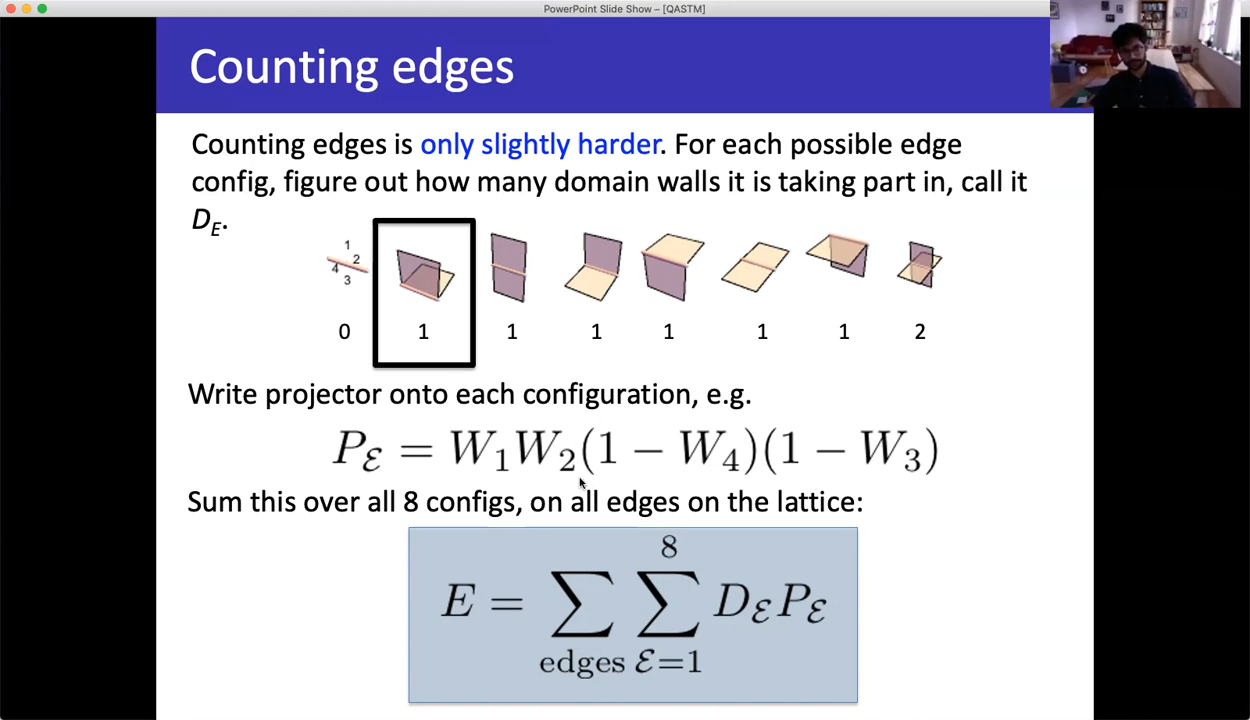 PowerPoint Slide Show – [QASTM]
Counting edges
Counting edges is only slightly harder. For each possible edge
config, figure out how many domain walls it is taking part in, call it
D_E.
1
2
4
3
0 1 1 1 1 1 1 2
Write projector onto each configuration, e.g.
P_ℰ = W_1W_2(1 − W_4)(1 − W_3)
Sum this over all 8 configs, on all edges on the lattice:
E = ∑_{edges} ∑_{ℰ=1}^{8} D_ℰ P_ℰ